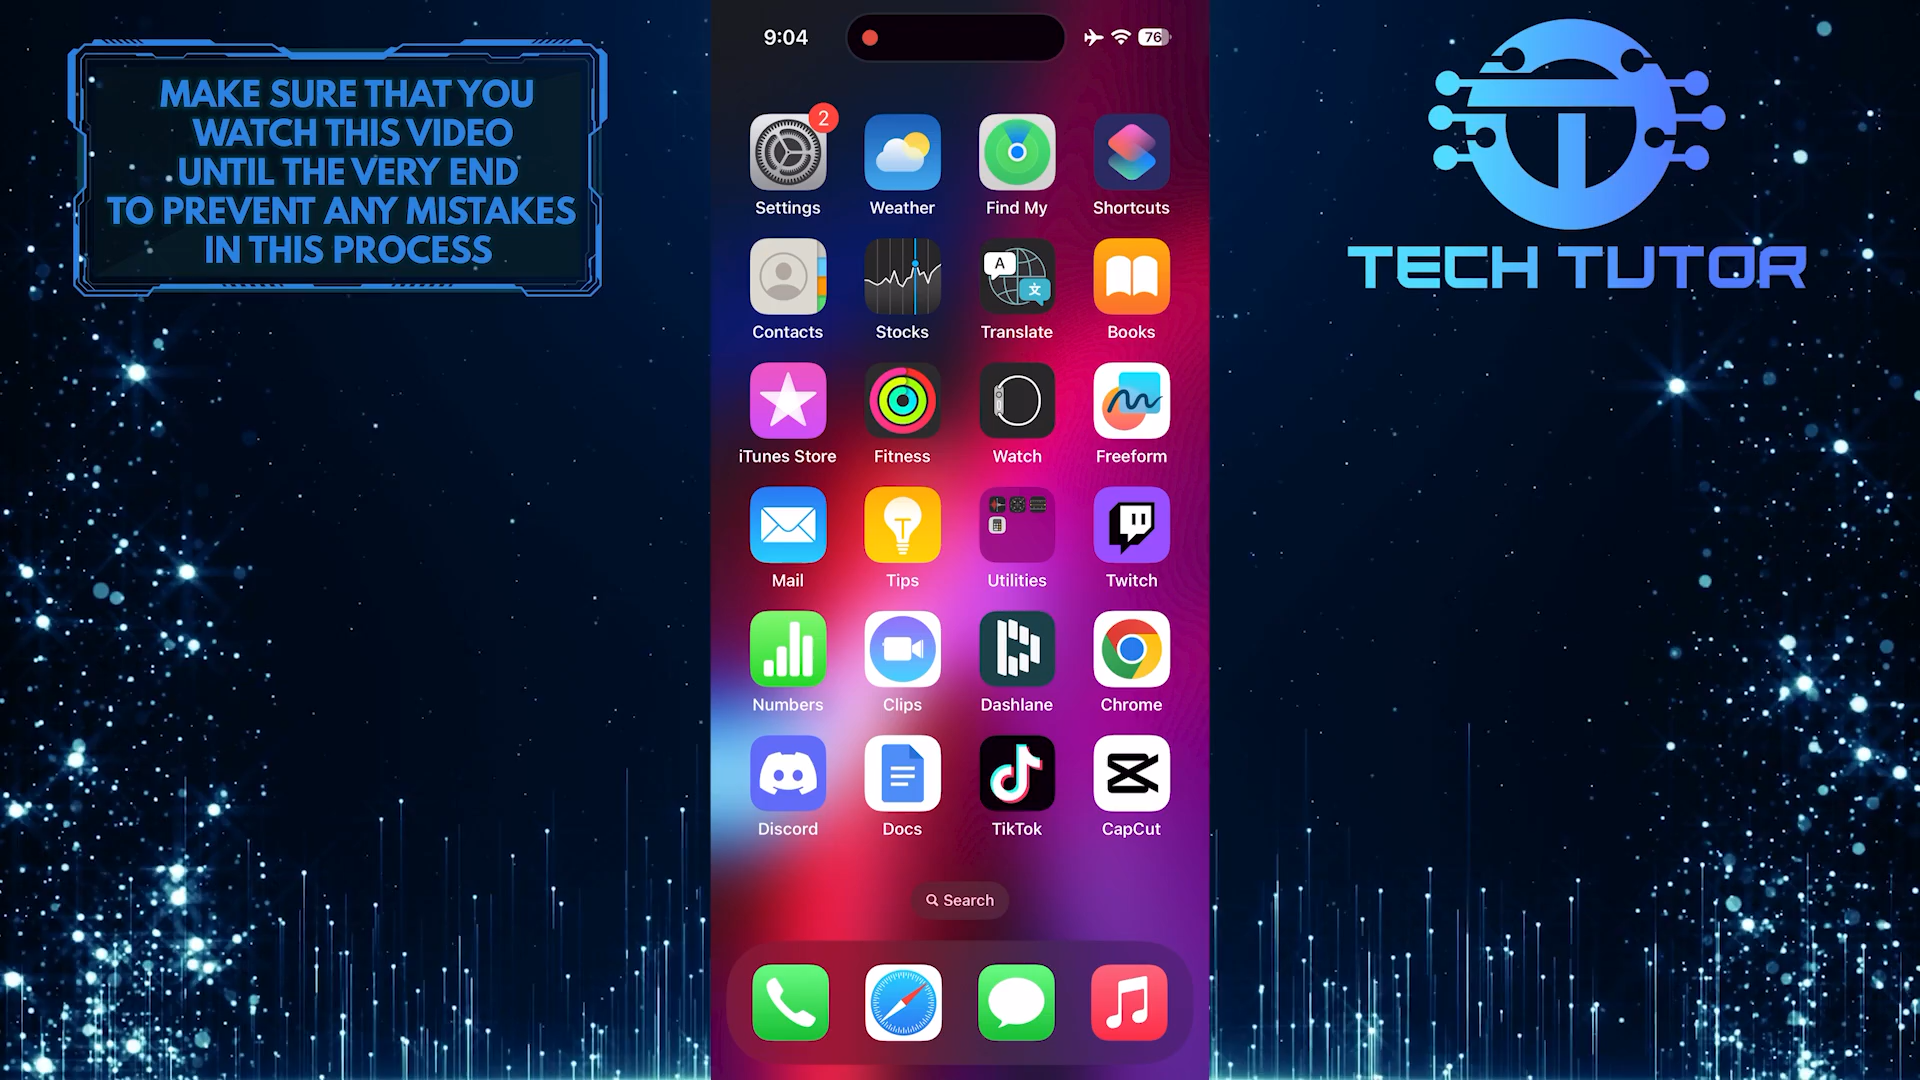 MAKE SURE THAT YOU
WATCH THIS VIDEO
UNTIL THE VERY END
TO PREVENT ANY MISTAKES
IN THIS PROCESS
9:04
76
2
Settings
Weather
Find My
Shortcuts
A
文
Contacts
Stocks
Translate
Books
iTunes Store
Fitness
Watch
Freeform
Mail
Tips
Utilities
Twitch
Numbers
Clips
Dashlane
Chrome
Discord
Docs
TikTok
CapCut
Search
TECH TUTOR